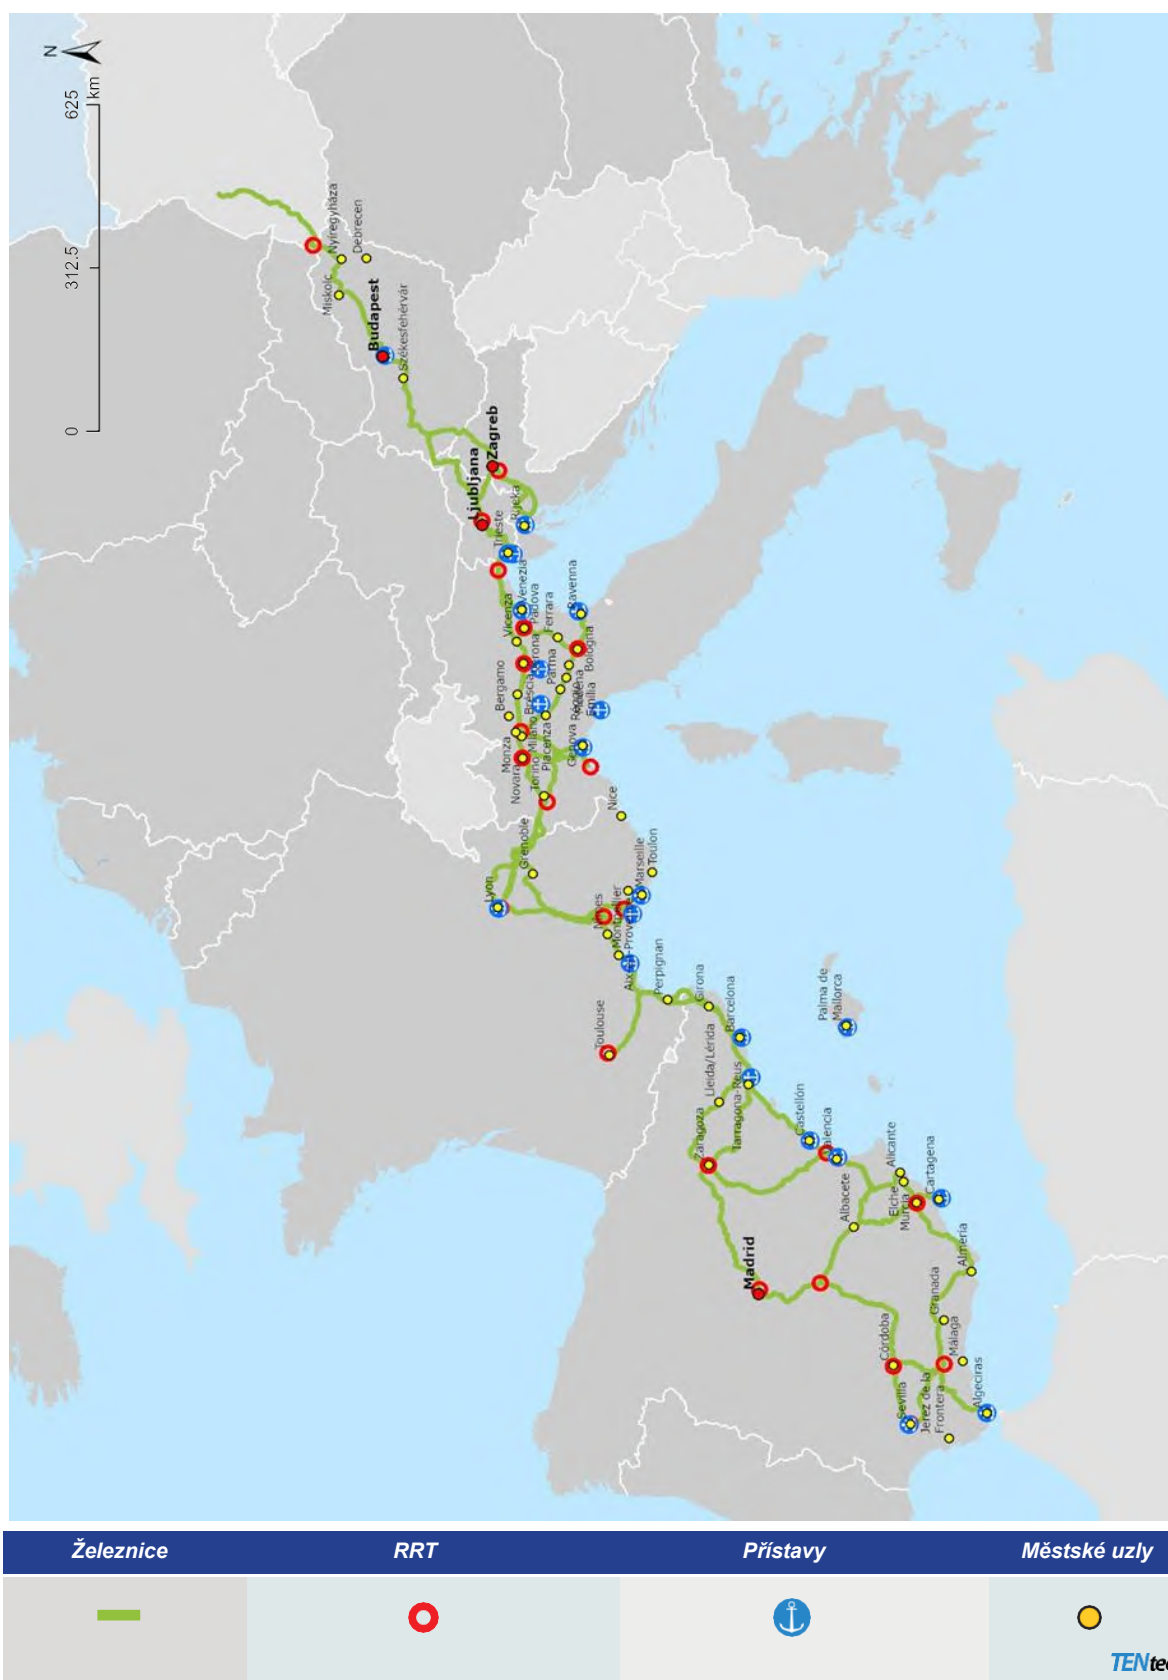 N
0 312.5 625
km
Nyíregyháza
Debrecen
Miskolc
Budapest
Székesfehérvár
Zagreb
Ljubljana
Rijeka
Trieste
Venezia
Padova
Vicenza
Ferrara
Ravenna
Bologna
Parma
Bergamo
Brescia
Emilia
Milano
Piacenza
Monza
Novara
Torino
Genova
Nice
Grenoble
Lyon
Marseille
Toulon
Perpignan
Girona
Toulouse
Barcelona
Lleida/Lérida
Tarragona-Reus
Zaragoza
Palma de
Mallorca
Castellón
Alicante
Elche
Murcia
Cartagena
Albacete
Madrid
Almería
Granada
Málaga
Córdoba
Sevilla
Jerez de la
Frontera
Algeciras
Železnice RRT Přístavy Městské uzly